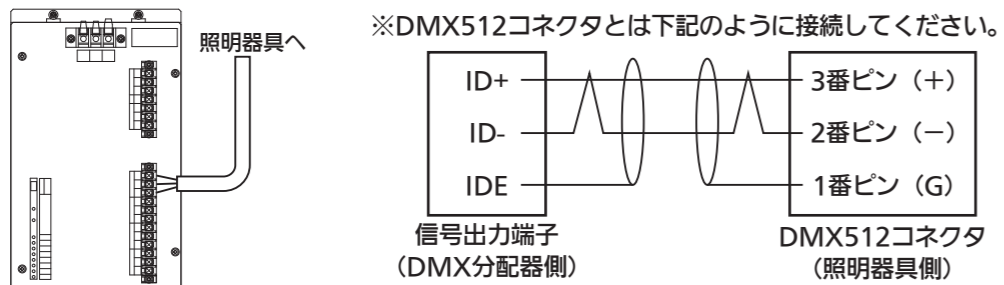 照明器具へ
※DMX512コネクタとは下記のように接続してください。
ID+
ID-
IDE
信号出力端子
（DMX分配器側）
3番ピン（+）
2番ピン（−）
1番ピン（G）
DMX512コネクタ
（照明器具側）